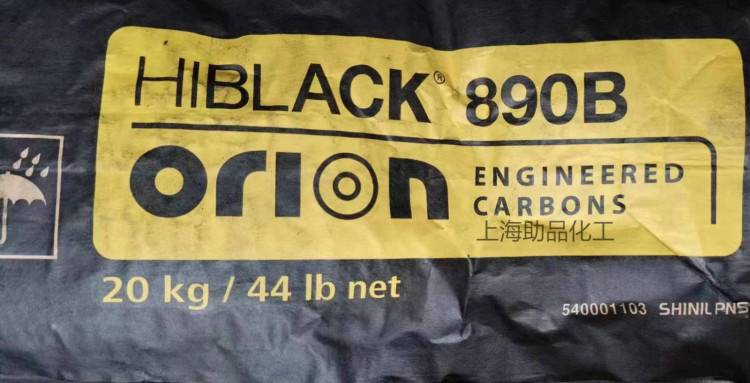 HIBLACK® 890B
orion ENGINEERED
CARBONS
上海助品化工
20 kg / 44 lb net
540001103 SHINIL PNS